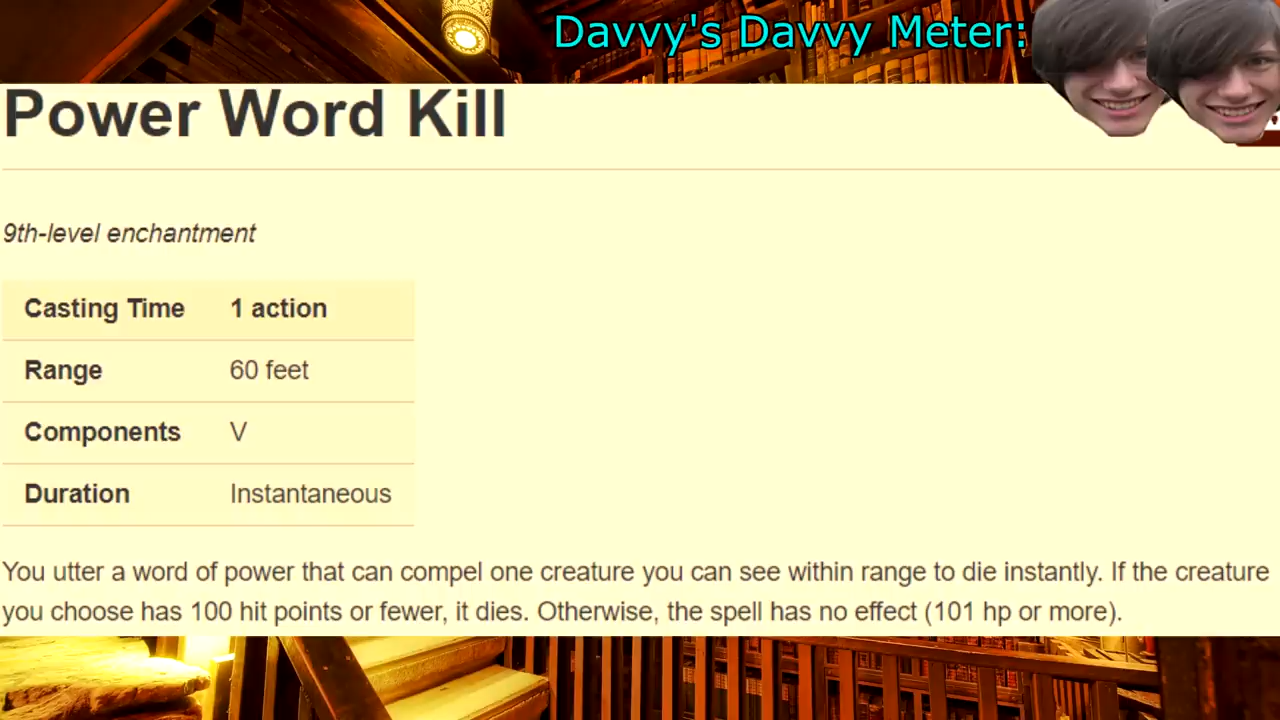 Davvy's Davvy Meter:
Power Word Kill
9th-level enchantment
Casting Time 1 action
Range 60 feet
Components V
Duration Instantaneous
You utter a word of power that can compel one creature you can see within range to die instantly. If the creature
you choose has 100 hit points or fewer, it dies. Otherwise, the spell has no effect (101 hp or more).